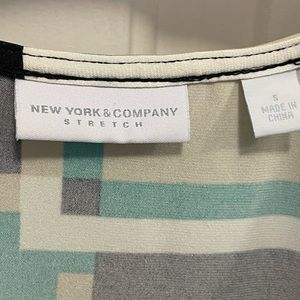 NEW YORK & COMPANY
STRETCH
S
MADE IN
CHINA